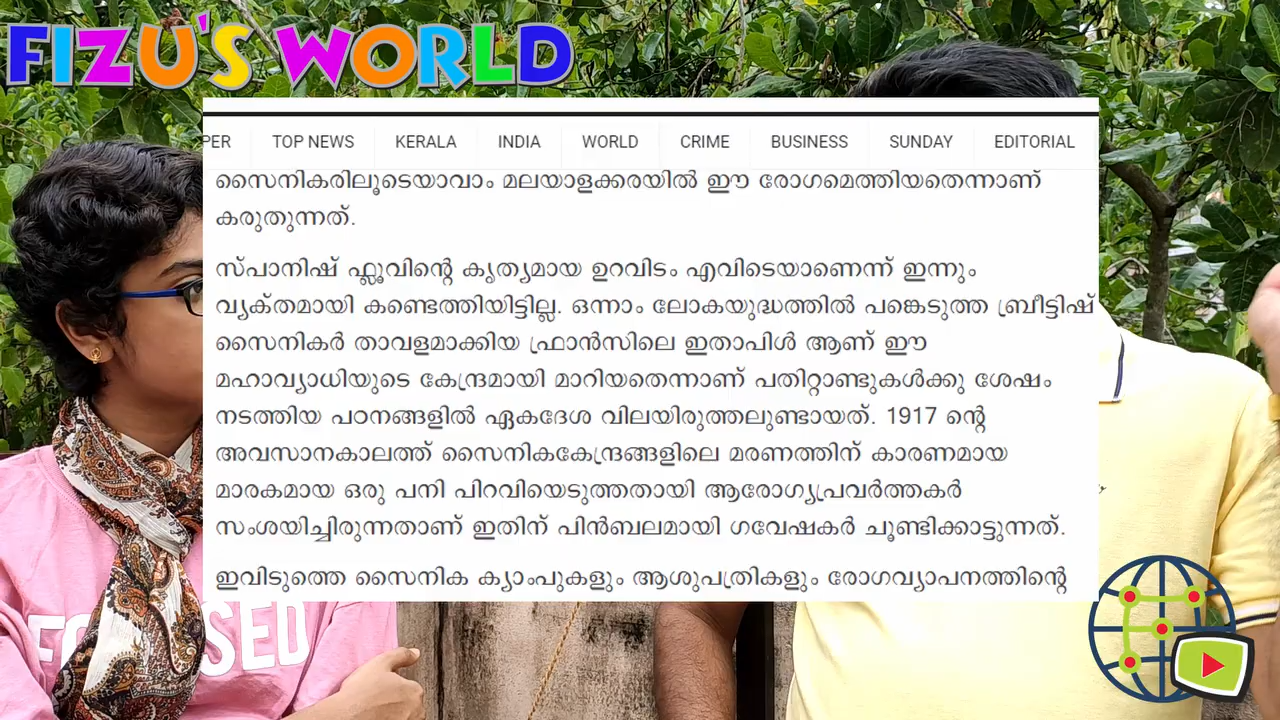 FIZU'S WORLD
PER TOP NEWS KERALA INDIA WORLD CRIME BUSINESS SUNDAY EDITORIAL
സൈനികരിലൂടെയാവാം മലയാളക്കരയിൽ ഈ രോഗമെത്തിയതെന്നാണ്
കരുതുന്നത്.
സ്പാനിഷ് ഫ്ലൂവിന്റെ കൃത്യമായ ഉറവിടം എവിടെയാണെന്ന് ഇന്നും
വ്യക്തമായി കണ്ടെത്തിയിട്ടില്ല. ഒന്നാം ലോകയുദ്ധത്തിൽ പങ്കെടുത്ത ബ്രീട്ടിഷ്
സൈനികർ താവളമാക്കിയ ഫ്രാൻസിലെ ഇതാപിൾ ആണ് ഈ
മഹാവ്യാധിയുടെ കേന്ദ്രമായി മാറിയതെന്നാണ് പതിറ്റാണ്ടുകൾക്കു ശേഷം
നടത്തിയ പഠനങ്ങളിൽ ഏകദേശ വിലയിരുത്തലുണ്ടായത്. 1917 ന്റെ
അവസാനകാലത്ത് സൈനികകേന്ദ്രങ്ങളിലെ മരണത്തിന് കാരണമായ
മാരകമായ ഒരു പനി പിറവിയെടുത്തതായി ആരോഗ്യപ്രവർത്തകർ
സംശയിച്ചിരുന്നതാണ് ഇതിന് പിൻബലമായി ഗവേഷകർ ചൂണ്ടിക്കാട്ടുന്നത്.
ഇവിടുത്തെ സൈനിക ക്യാംപുകളും ആശുപത്രികളും രോഗവ്യാപനത്തിന്റെ